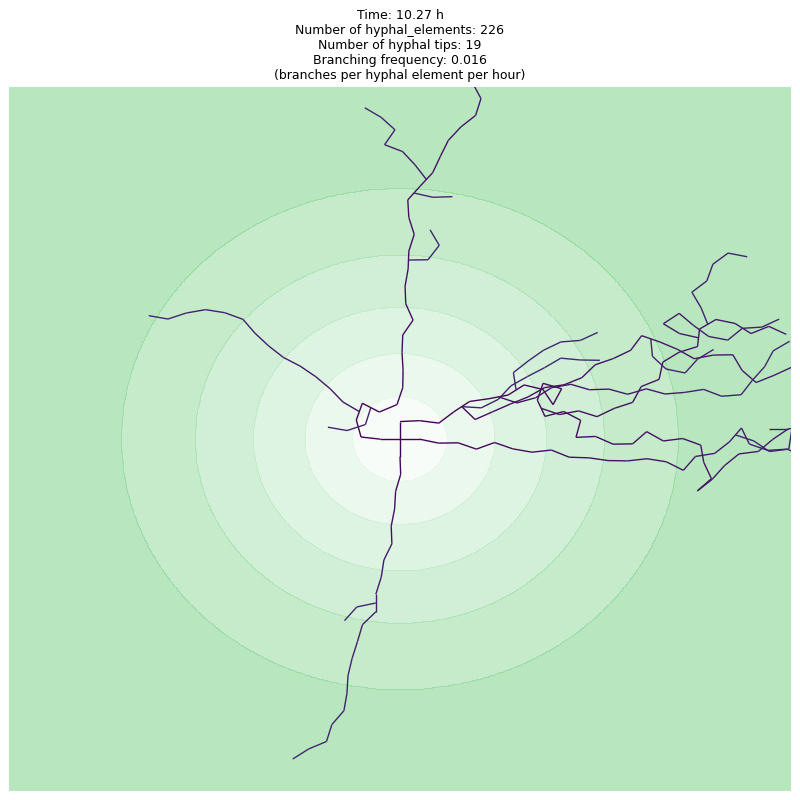 Time: 10.27 h
Number of hyphal_elements: 226
Number of hyphal tips: 19
Branching frequency: 0.016
(branches per hyphal element per hour)